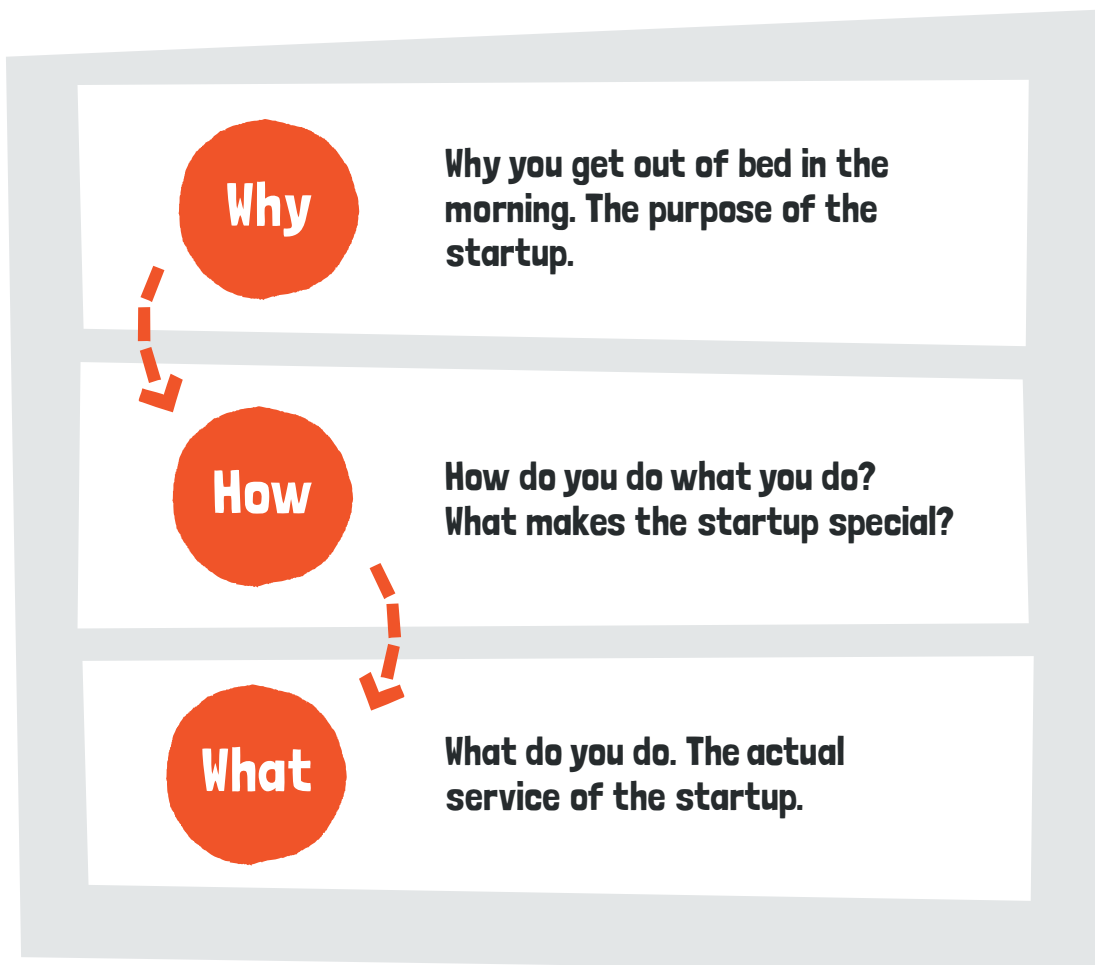 Why
Why you get out of bed in the
morning. The purpose of the
startup.
How
How do you do what you do?
What makes the startup special?
What
What do you do. The actual
service of the startup.